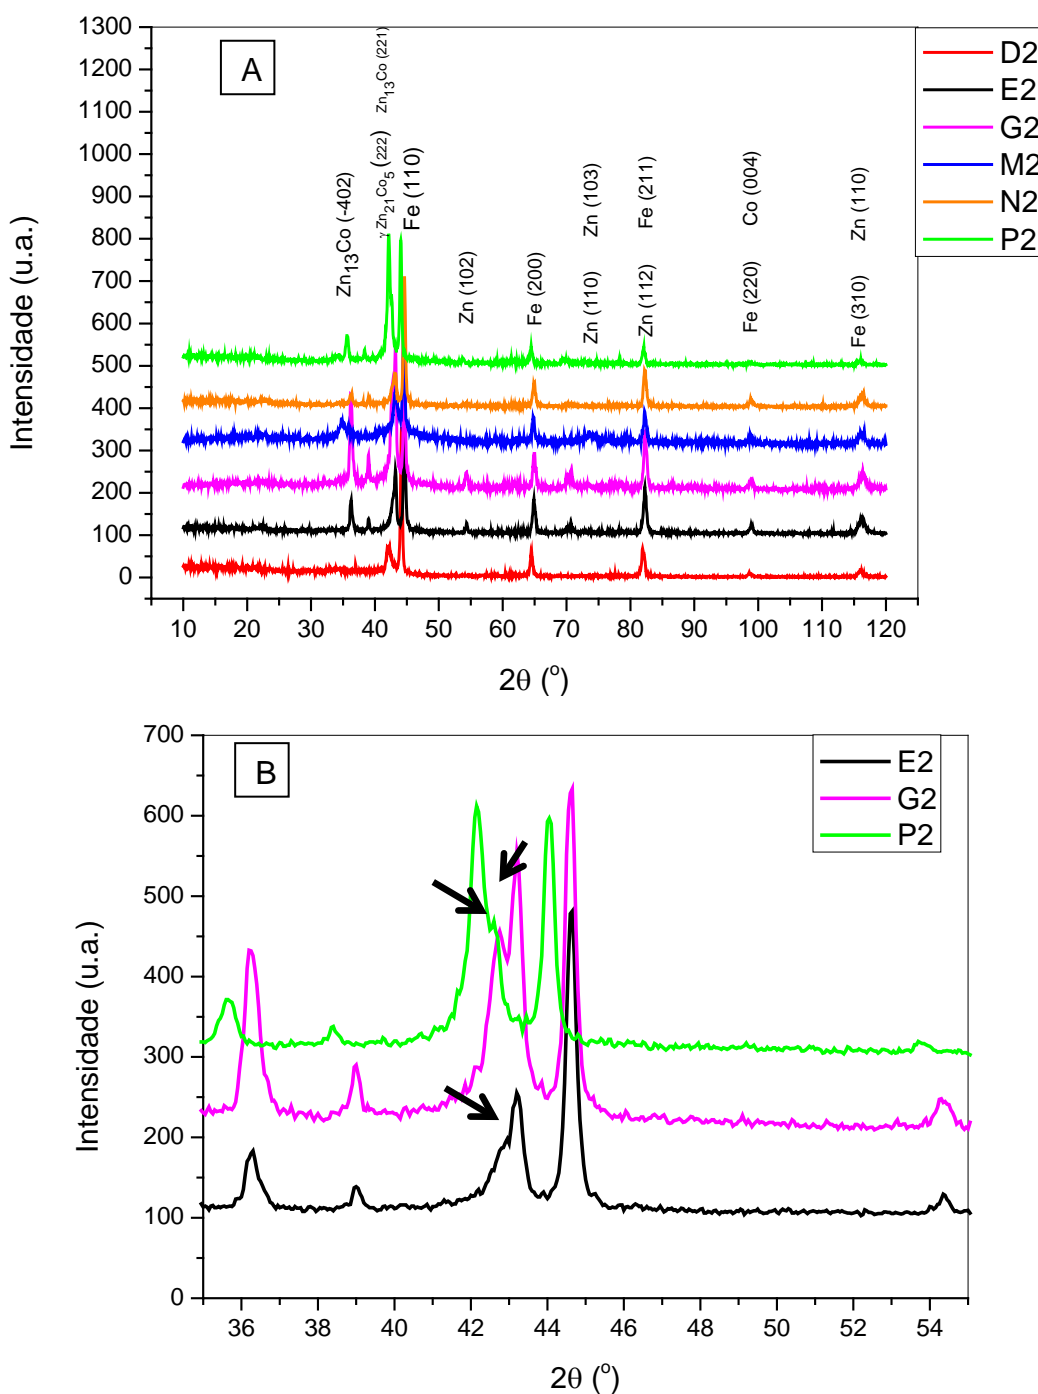 A
Intensidade (u.a.)
1300
1200
1100
1000
900
800
700
600
500
400
300
200
100
0
Zn13Co (-402)
γ Zn21Co5 (222)
Zn13Co (221)
Fe (110)
Zn (102)
Fe (200)
Zn (103)
Zn (110)
Fe (211)
Zn (112)
Co (004)
Fe (220)
Zn (110)
Fe (310)
D2
E2
G2
M2
N2
P2
10 20 30 40 50 60 70 80 90 100 110 120
2θ (º)
B
Intensidade (u.a.)
700
600
500
400
300
200
100
0
E2
G2
P2
36 38 40 42 44 46 48 50 52 54
2θ (º)